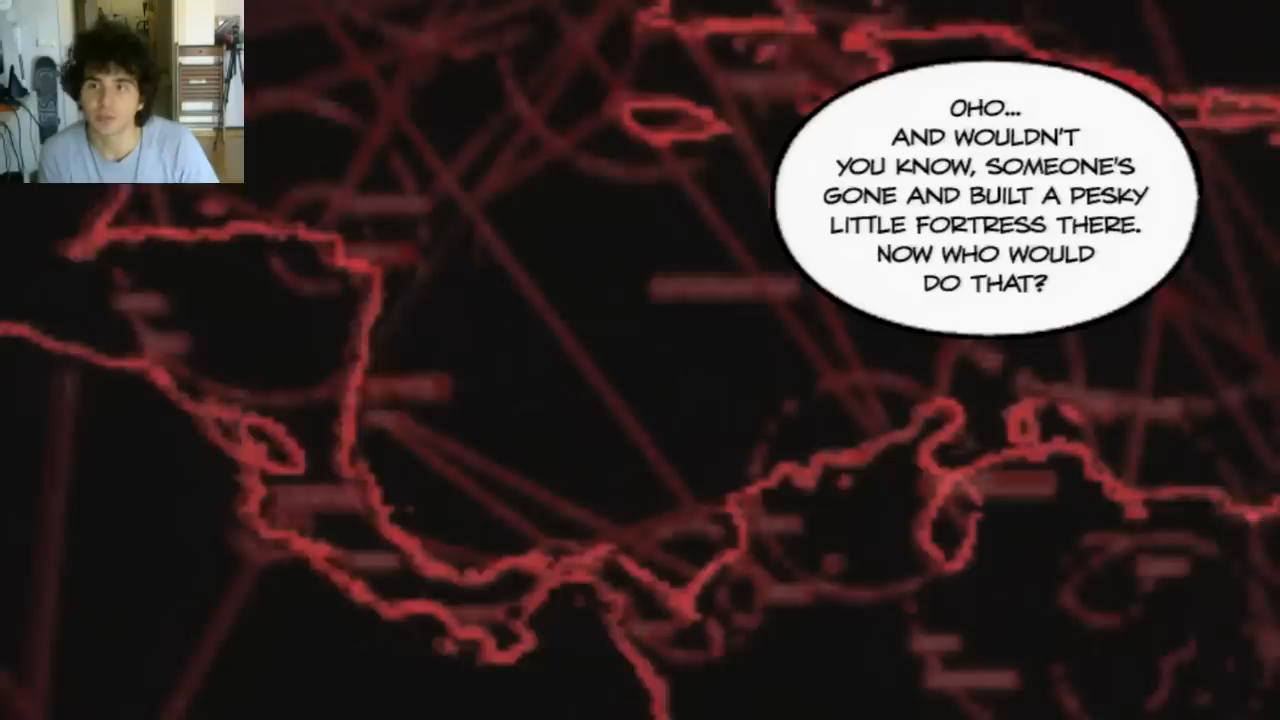 OHO...
AND WOULDN'T
YOU KNOW, SOMEONE'S
GONE AND BUILT A PESKY
LITTLE FORTRESS THERE.
NOW WHO WOULD
DO THAT?